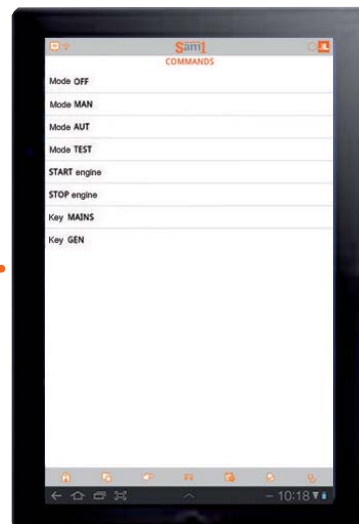 Sam1
COMMANDS
Mode OFF
Mode MAN
Mode AUT
Mode TEST
START engine
STOP engine
Key MAINS
Key GEN
10:18